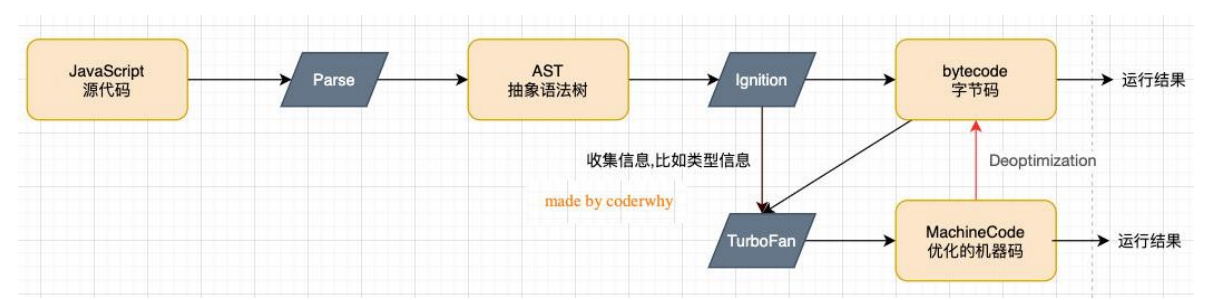 JavaScript
源代码
Parse
AST
抽象语法树
Ignition
bytecode
字节码
运行结果
收集信息,比如类型信息
Deoptimization
made by coderwhy
TurboFan
MachineCode
优化的机器码
运行结果